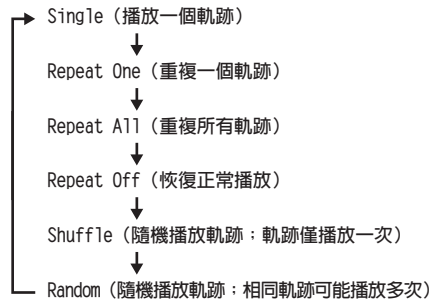 Single（播放一個軌跡）
Repeat One（重複一個軌跡）
Repeat All（重複所有軌跡）
Repeat Off（恢復正常播放）
Shuffle（隨機播放軌跡；軌跡僅播放一次）
Random（隨機播放軌跡；相同軌跡可能播放多次）